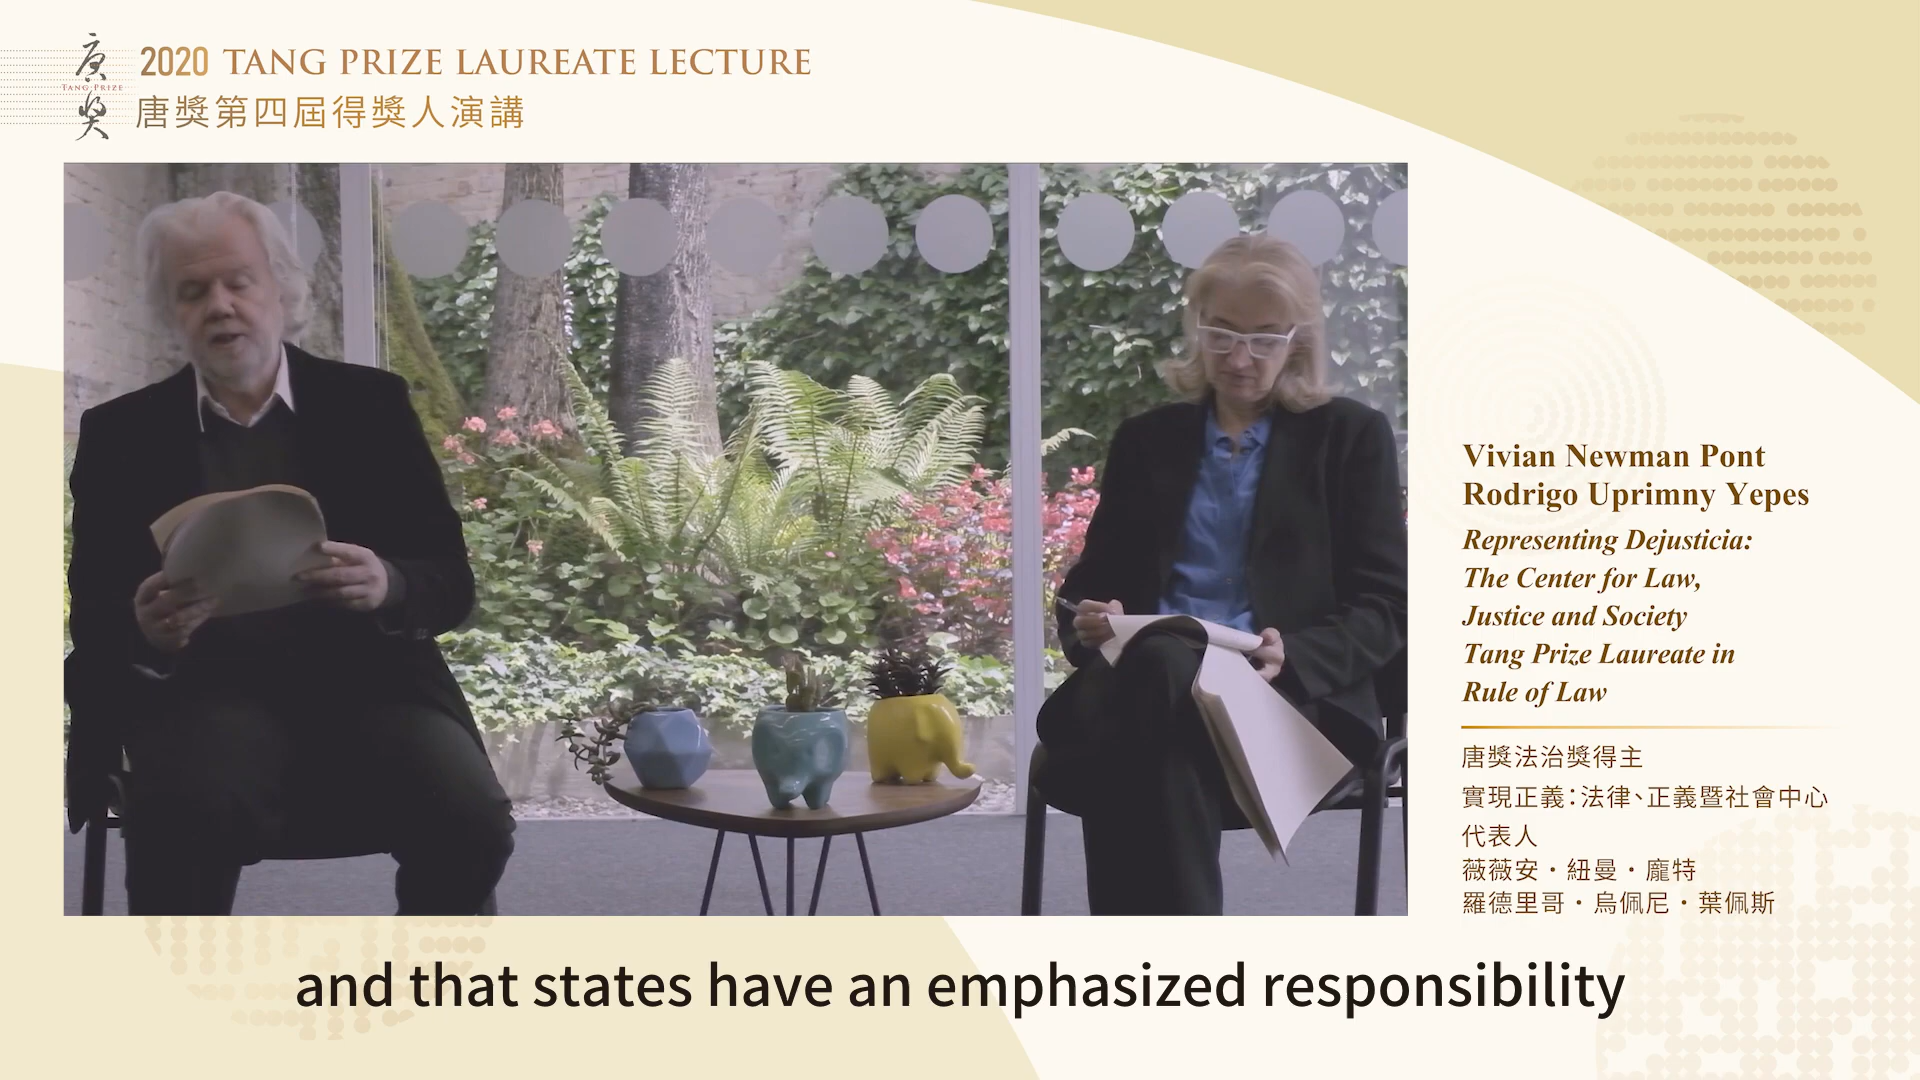 唐獎
TANG PRIZE
2020 TANG PRIZE LAUREATE LECTURE
唐獎第四屆得獎人演講
Vivian Newman Pont
Rodrigo Uprimny Yepes
Representing Dejusticia:
The Center for Law,
Justice and Society
Tang Prize Laureate in
Rule of Law
唐獎法治獎得主
實現正義：法律、正義暨社會中心
代表人
薇薇安・紐曼・龐特
羅德里哥・烏佩尼・葉佩斯
and that states have an emphasized responsibility